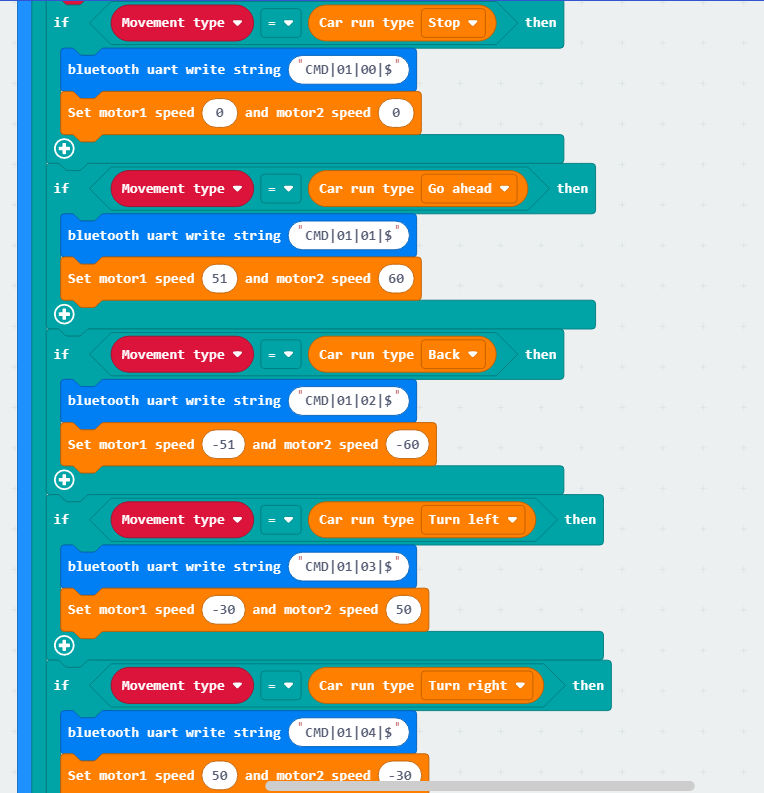 if Movement type = Car run type Stop then
bluetooth uart write string "CMD|01|00|$"
Set motor1 speed 0 and motor2 speed 0
if Movement type = Car run type Go ahead then
bluetooth uart write string "CMD|01|01|$"
Set motor1 speed 51 and motor2 speed 60
if Movement type = Car run type Back then
bluetooth uart write string "CMD|01|02|$"
Set motor1 speed -51 and motor2 speed -60
if Movement type = Car run type Turn left then
bluetooth uart write string "CMD|01|03|$"
Set motor1 speed -30 and motor2 speed 50
if Movement type = Car run type Turn right then
bluetooth uart write string "CMD|01|04|$"
Set motor1 speed 50 and motor2 speed -30